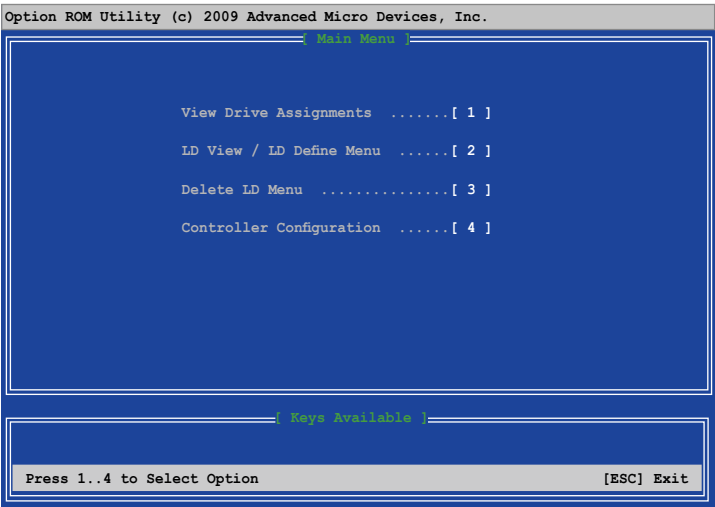 Option ROM Utility (c) 2009 Advanced Micro Devices, Inc.
[ Main Menu ]
View Drive Assignments .......[ 1 ]
LD View / LD Define Menu ......[ 2 ]
Delete LD Menu ...............[ 3 ]
Controller Configuration ......[ 4 ]
[ Keys Available ]
Press 1..4 to Select Option [ESC] Exit